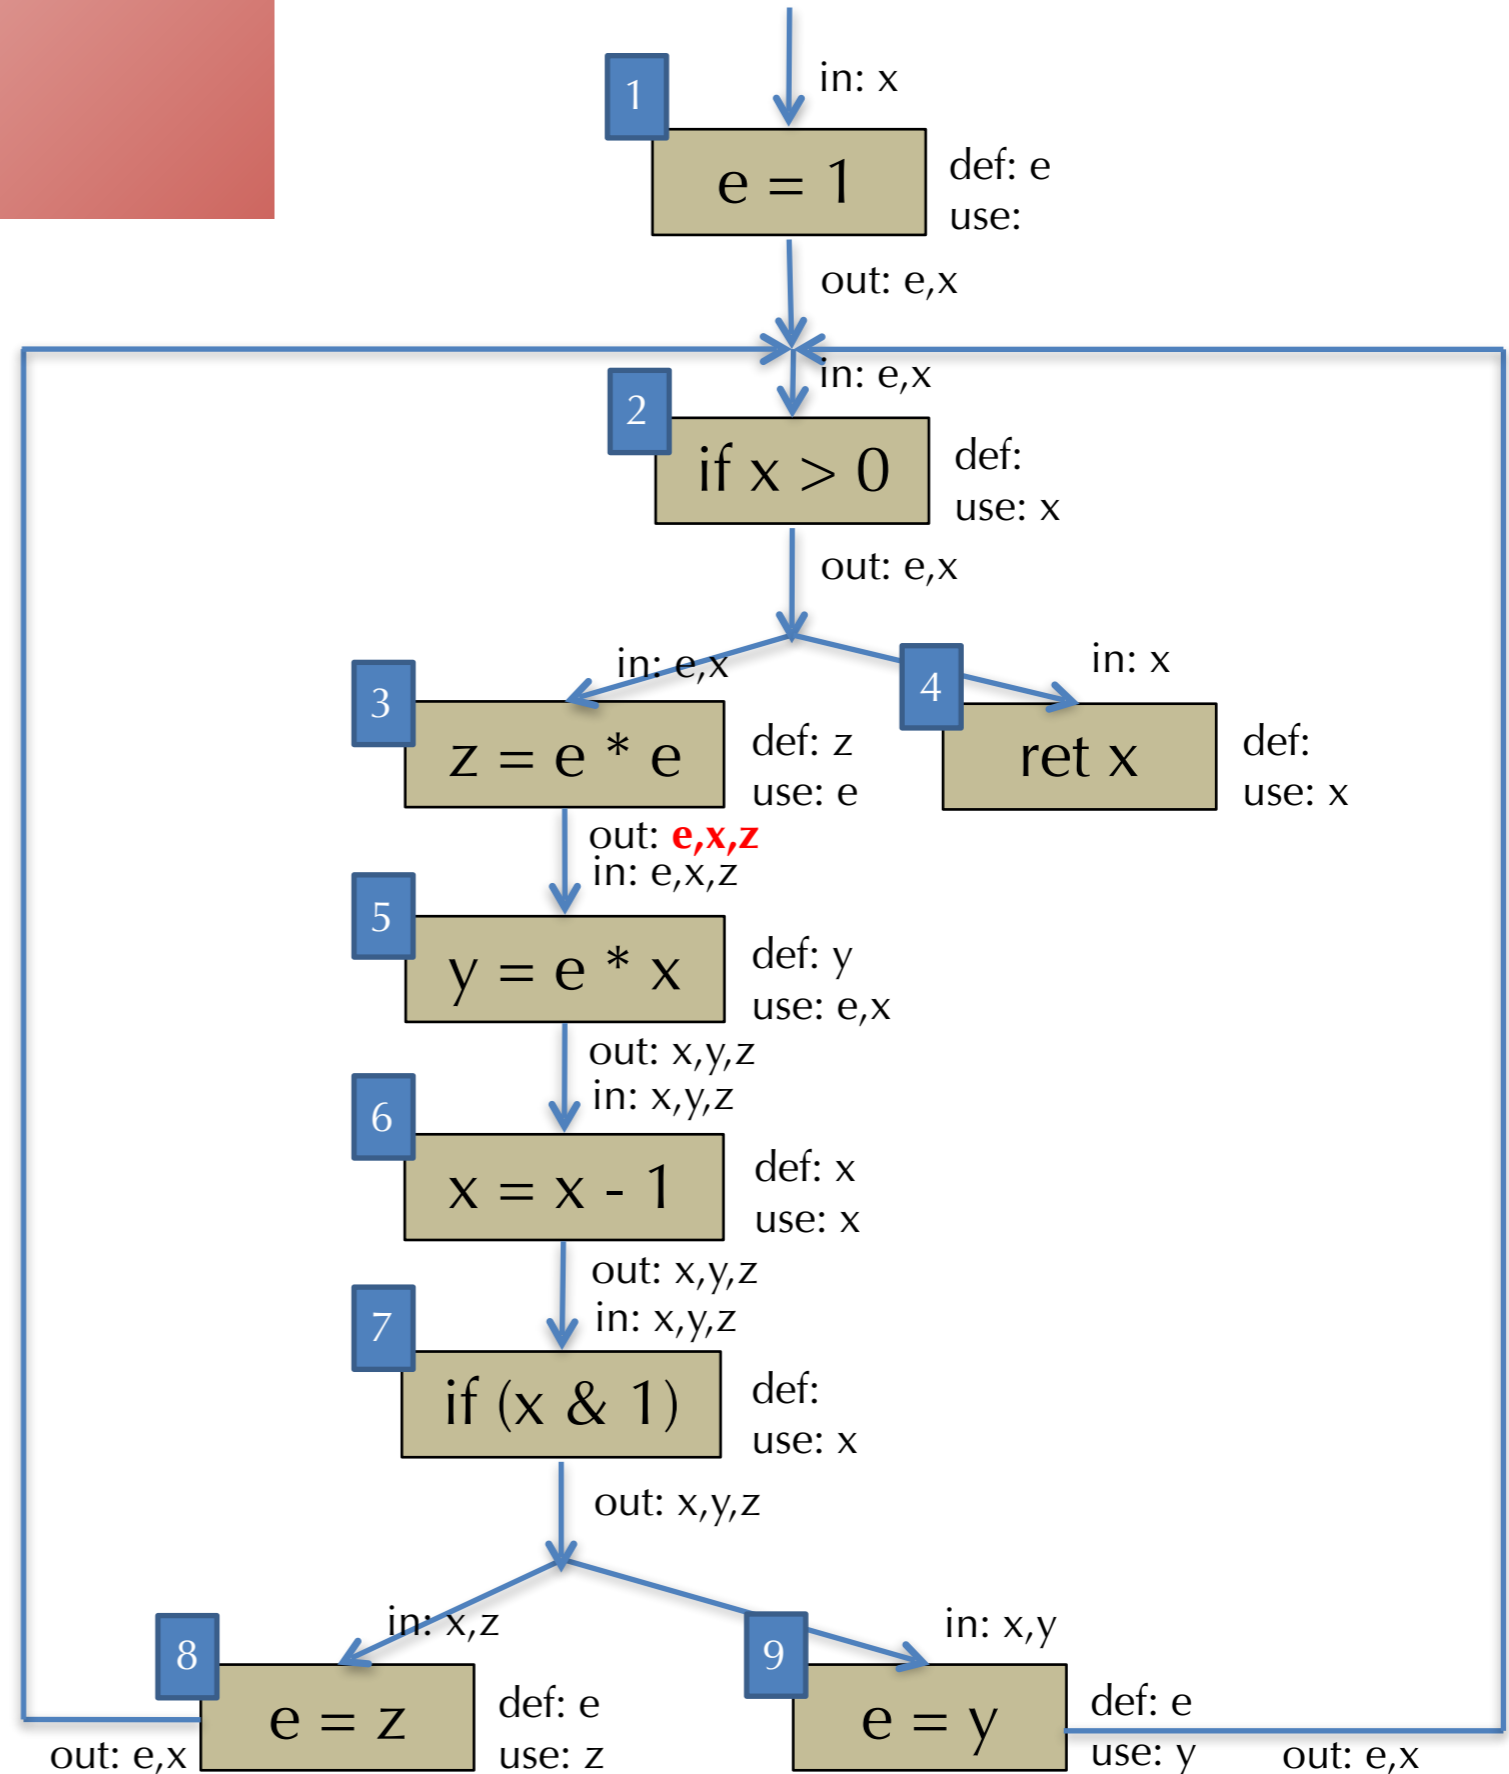 in: x
1
e = 1
def: e
use:
out: e,x
in: e,x
2
if x > 0
def:
use: x
out: e,x
in: e,x
3
z = e * e
def: z
use: e
in: x
4
ret x
def:
use: x
out: e,x,z
in: e,x,z
5
y = e * x
def: y
use: e,x
out: x,y,z
in: x,y,z
6
x = x - 1
def: x
use: x
out: x,y,z
in: x,y,z
7
if (x & 1)
def:
use: x
out: x,y,z
in: x,z
8
e = z
def: e
use: z
out: e,x
in: x,y
9
e = y
def: e
use: y
out: e,x